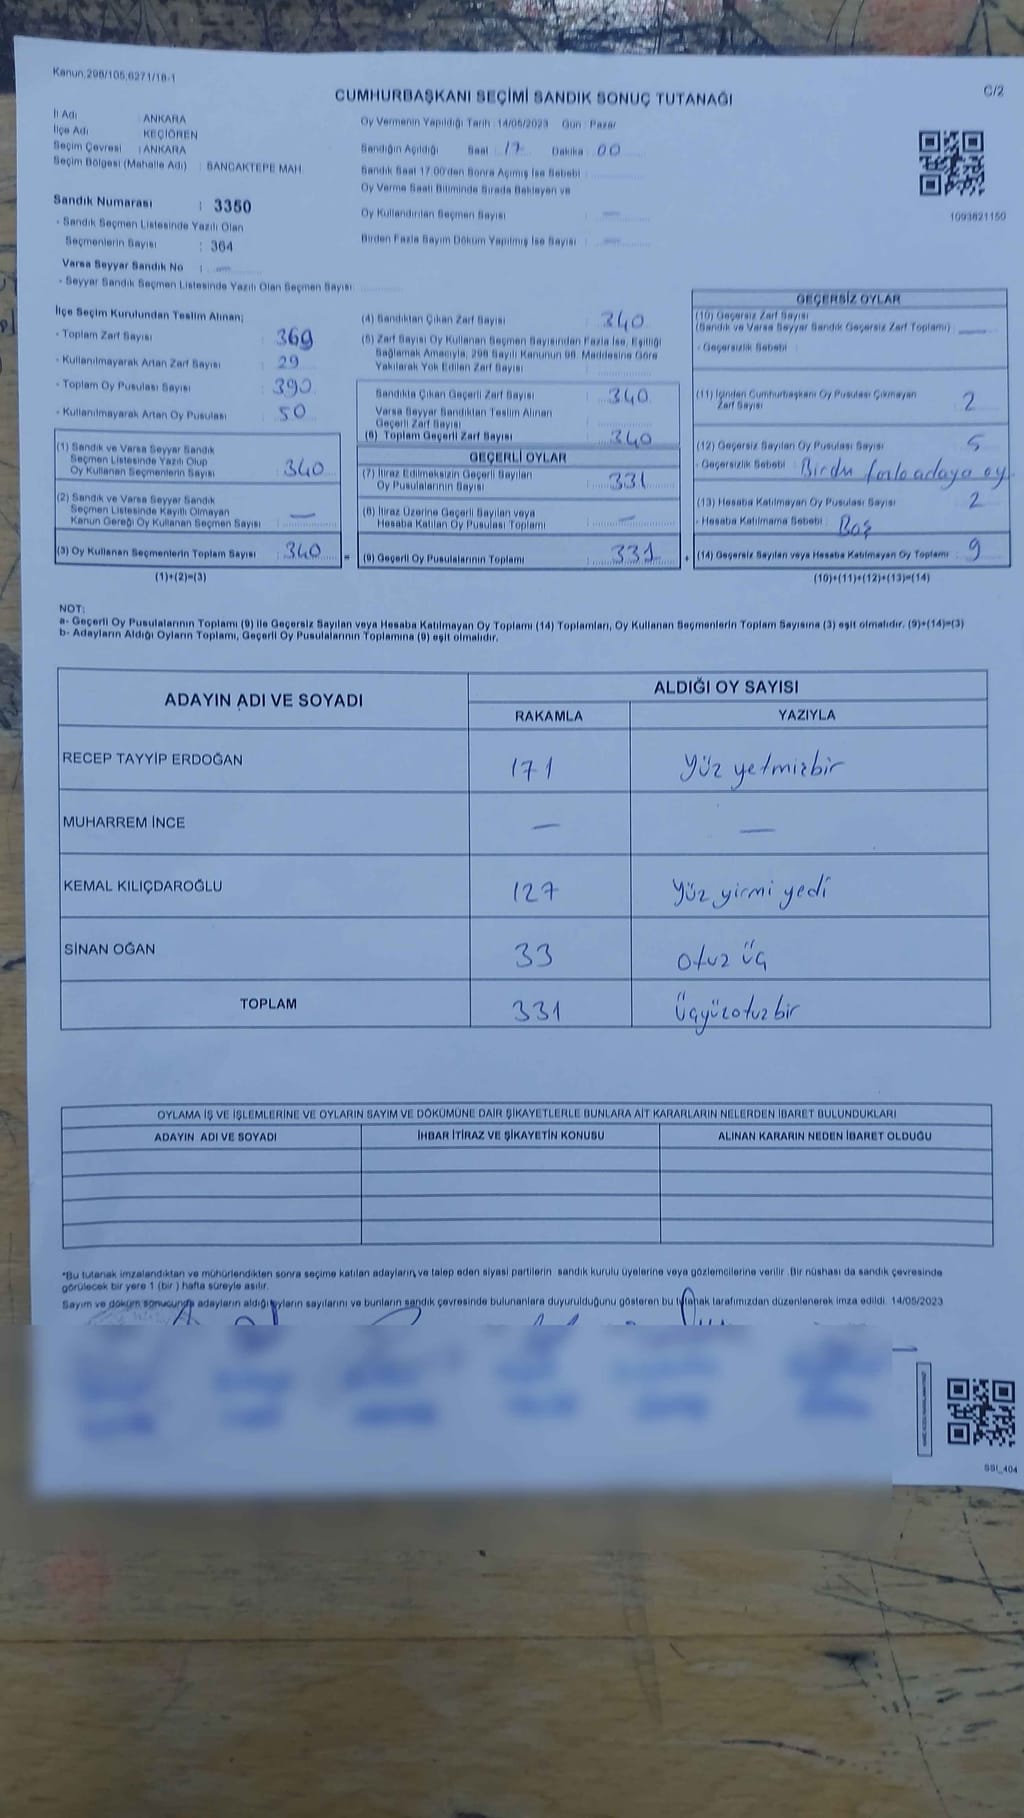 Kanun:298/105;6271/18-1
C/2
CUMHURBAŞKANI SEÇİMİ SANDIK SONUÇ TUTANAĞI
İl Adı : ANKARA
İlçe Adı : KEÇİÖREN
Seçim Çevresi : ANKARA
Seçim Bölgesi (Mahalle Adı) : SANCAKTEPE MAH.
Oy Vermenin Yapıldığı Tarih :14/05/2023 Gün : Pazar
Sandığın Açıldığı Saat : 17 Dakika : 00
Sandık Saat 17:00'den Sonra Açımış İse Sebebi :
Oy Verme Saati Bitiminde Sırada Bekleyen ve
Oy Kullandırılan Seçmen Sayısı : —
Birden Fazla Sayım Döküm Yapılmış İse Sayısı : —
1093821150
Sandık Numarası : 3350
- Sandık Seçmen Listesinde Yazılı Olan
Seçmenlerin Sayısı : 364
Varsa Seyyar Sandık No : —
- Seyyar Sandık Seçmen Listesinde Yazılı Olan Seçmen Sayısı:
İlçe Seçim Kurulundan Teslim Alınan;
- Toplam Zarf Sayısı : 369
- Kullanılmayarak Artan Zarf Sayısı : 29
- Toplam Oy Pusulası Sayısı : 390
- Kullanılmayarak Artan Oy Pusulası : 50
(1) Sandık ve Varsa Seyyar Sandık
Seçmen Listesinde Yazılı Olup
Oy Kullanan Seçmenlerin Sayısı : 340
(2) Sandık ve Varsa Seyyar Sandık
Seçmen Listesinde Kayıtlı Olmayan
Kanun Gereği Oy Kullanan Seçmen Sayısı : —
(3) Oy Kullanan Seçmenlerin Toplam Sayısı : 340 =
(1)+(2)=(3)
(4) Sandıktan Çıkan Zarf Sayısı : 340
(5) Zarf Sayısı Oy Kullanan Seçmen Sayısından Fazla İse, Eşitliği
Sağlamak Amacıyla, 298 Sayılı Kanunun 98. Maddesine Göre
Yakılarak Yok Edilen Zarf Sayısı :
Sandıkta Çıkan Geçerli Zarf Sayısı : 340
Varsa Seyyar Sandıktan Teslim Alınan
Geçerli Zarf Sayısı :
(6) Toplam Geçerli Zarf Sayısı : 340
GEÇERLİ OYLAR
(7) İtiraz Edilmeksizin Geçerli Sayılan
Oy Pusulalarının Sayısı : 331
(8) İtiraz Üzerine Geçerli Sayılan veya
Hesaba Katılan Oy Pusulası Toplamı : —
(9) Geçerli Oy Pusulalarının Toplamı : 331 +
GEÇERSİZ OYLAR
(10) Geçersiz Zarf Sayısı
(Sandık ve Varsa Seyyar Sandık Geçersiz Zarf Toplamı) : —
- Geçersizlik Sebebi :
(11) İçinden Cumhurbaşkanı Oy Pusulası Çıkmayan
Zarf Sayısı : 2
(12) Geçersiz Sayılan Oy Pusulası Sayısı : 5
- Geçersizlik Sebebi : Birden fazla adaya oy
(13) Hesaba Katılmayan Oy Pusulası Sayısı : 2
- Hesaba Katılmama Sebebi : Boş
(14) Geçersiz Sayılan veya Hesaba Katılmayan Oy Toplamı : 9
(10)+(11)+(12)+(13)=(14)
NOT:
a- Geçerli Oy Pusulalarının Toplamı (9) ile Geçersiz Sayılan veya Hesaba Katılmayan Oy Toplamı (14) Toplamları, Oy Kullanan Seçmenlerin Toplam Sayısına (3) eşit olmalıdır. (9)+(14)=(3)
b- Adayların Aldığı Oyların Toplamı, Geçerli Oy Pusulalarının Toplamına (9) eşit olmalıdır.
ADAYIN ADI VE SOYADI
ALDIĞI OY SAYISI
RAKAMLA YAZIYLA
RECEP TAYYİP ERDOĞAN 171 Yüz yetmişbir
MUHARREM İNCE — —
KEMAL KILIÇDAROĞLU 127 Yüz yirmi yedi
SİNAN OĞAN 33 otuz üç
TOPLAM 331 üçyüzotuz bir
OYLAMA İŞ VE İŞLEMLERİNE VE OYLARIN SAYIM VE DÖKÜMÜNE DAİR ŞİKAYETLERLE BUNLARA AİT KARARLARIN NELERDEN İBARET BULUNDUKLARI
ADAYIN ADI VE SOYADI İHBAR İTİRAZ VE ŞİKAYETİN KONUSU ALINAN KARARIN NEDEN İBARET OLDUĞU
*Bu tutanak imzalandıktan ve mühürlendikten sonra seçime katılan adayların,ve talep eden siyasi partilerin sandık kurulu üyelerine veya gözlemcilerine verilir. Bir nüshası da sandık çevresinde
görülecek bir yere 1 (bir ) hafta süreyle asılır.
Sayım ve döküm sonucunda adayların aldığı oyların sayılarını ve bunların sandık çevresinde bulunanlara duyurulduğunu gösteren bu tutanak tarafımızdan düzenlenerek imza edildi. 14/05/2023
SSI_404